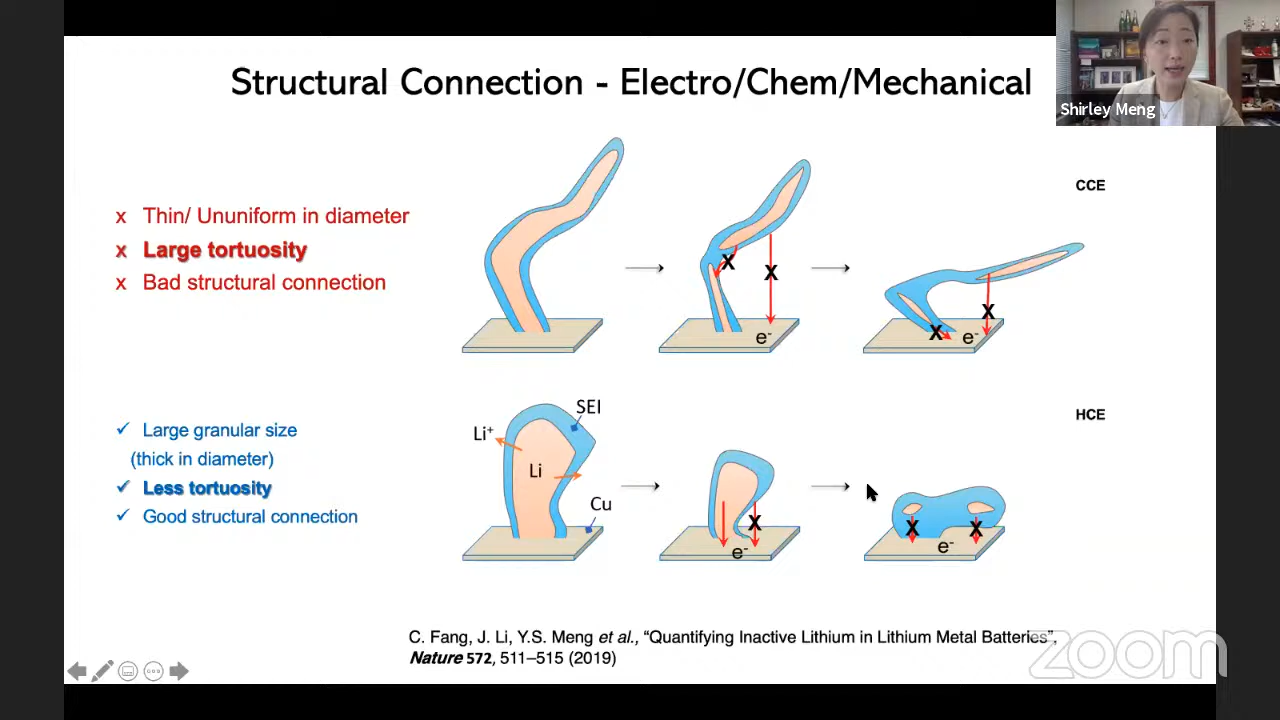 Structural Connection - Electro/Chem/Mechanical
Shirley Meng
CCE
x Thin/ Ununiform in diameter
x Large tortuosity
x Bad structural connection
X
X
e-
X
X
e-
HCE
✓ Large granular size
(thick in diameter)
✓ Less tortuosity
✓ Good structural connection
SEI
Li+
Li
Cu
X
e-
X
X
e-
C. Fang, J. Li, Y.S. Meng et al., “Quantifying Inactive Lithium in Lithium Metal Batteries”,
Nature 572, 511–515 (2019)
zoom